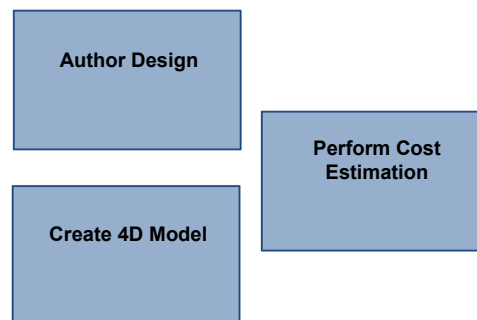 Author Design
Perform Cost
Estimation
Create 4D Model